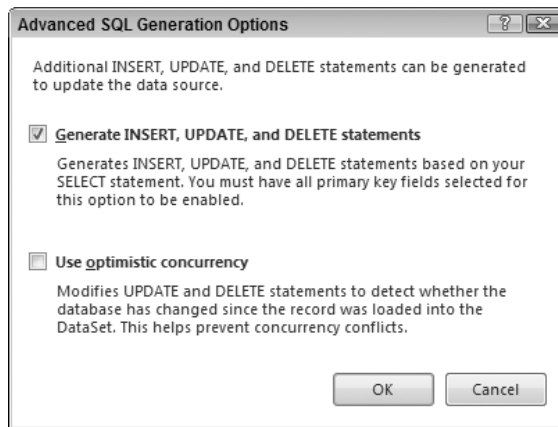 Advanced SQL Generation Options
Additional INSERT, UPDATE, and DELETE statements can be generated
to update the data source.
Generate INSERT, UPDATE, and DELETE statements
Generates INSERT, UPDATE, and DELETE statements based on your
SELECT statement. You must have all primary key fields selected for
this option to be enabled.
Use optimistic concurrency
Modifies UPDATE and DELETE statements to detect whether the
database has changed since the record was loaded into the
DataSet. This helps prevent concurrency conflicts.
OK Cancel